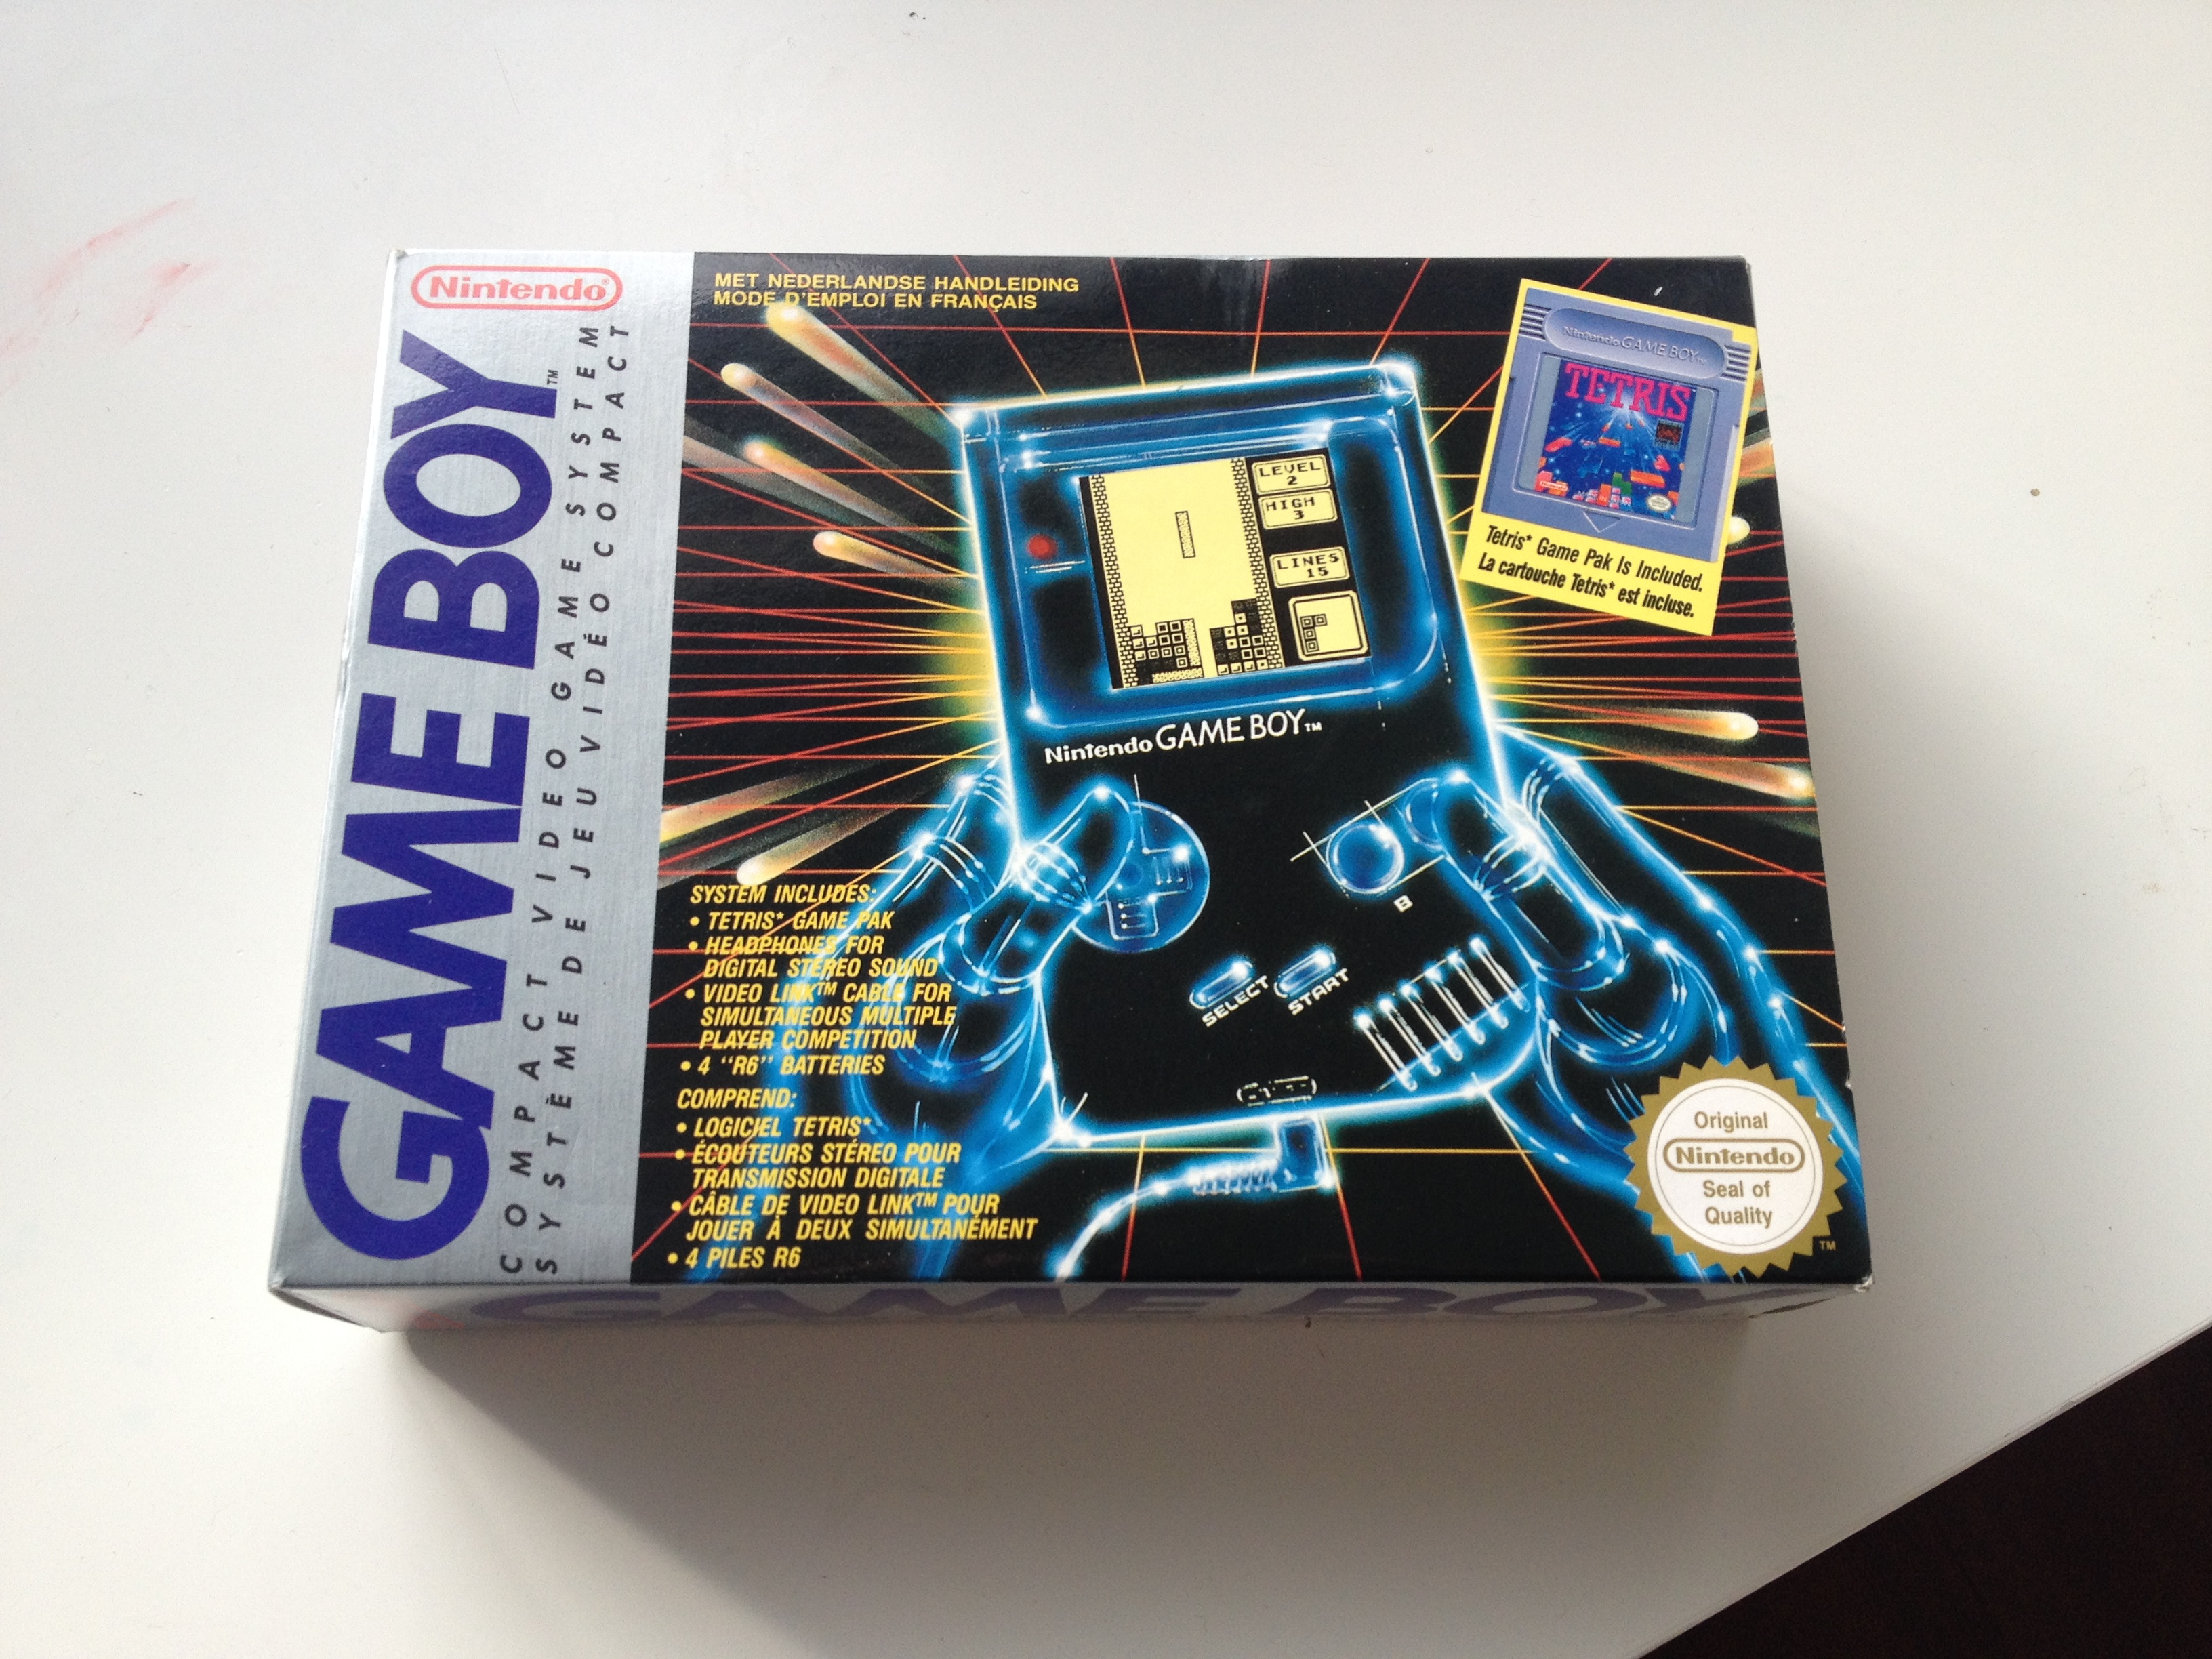 Nintendo®
GAME BOY™
COMPACT VIDEO GAME SYSTEM
SYSTÈME DE JEU VIDÉO COMPACT
MET NEDERLANDSE HANDLEIDING
MODE D'EMPLOI EN FRANÇAIS
Nintendo GAME BOY™
TETRIS
Tetris* Game Pak Is Included.
La cartouche Tetris* est incluse.
LEVEL
2
HIGH
3
LINES
15
Nintendo GAME BOY™
B
SELECT
START
SYSTEM INCLUDES:
• TETRIS* GAME PAK
• HEADPHONES FOR
DIGITAL STEREO SOUND
• VIDEO LINK™ CABLE FOR
SIMULTANEOUS MULTIPLE
PLAYER COMPETITION
• 4 "R6" BATTERIES
COMPREND:
• LOGICIEL TETRIS*
• ÉCOUTEURS STÉREO POUR
TRANSMISSION DIGITALE
• CÂBLE DE VIDEO LINK™ POUR
JOUER À DEUX SIMULTANÉMENT
• 4 PILES R6
Original
Nintendo
Seal of
Quality
TM
GAME BOY